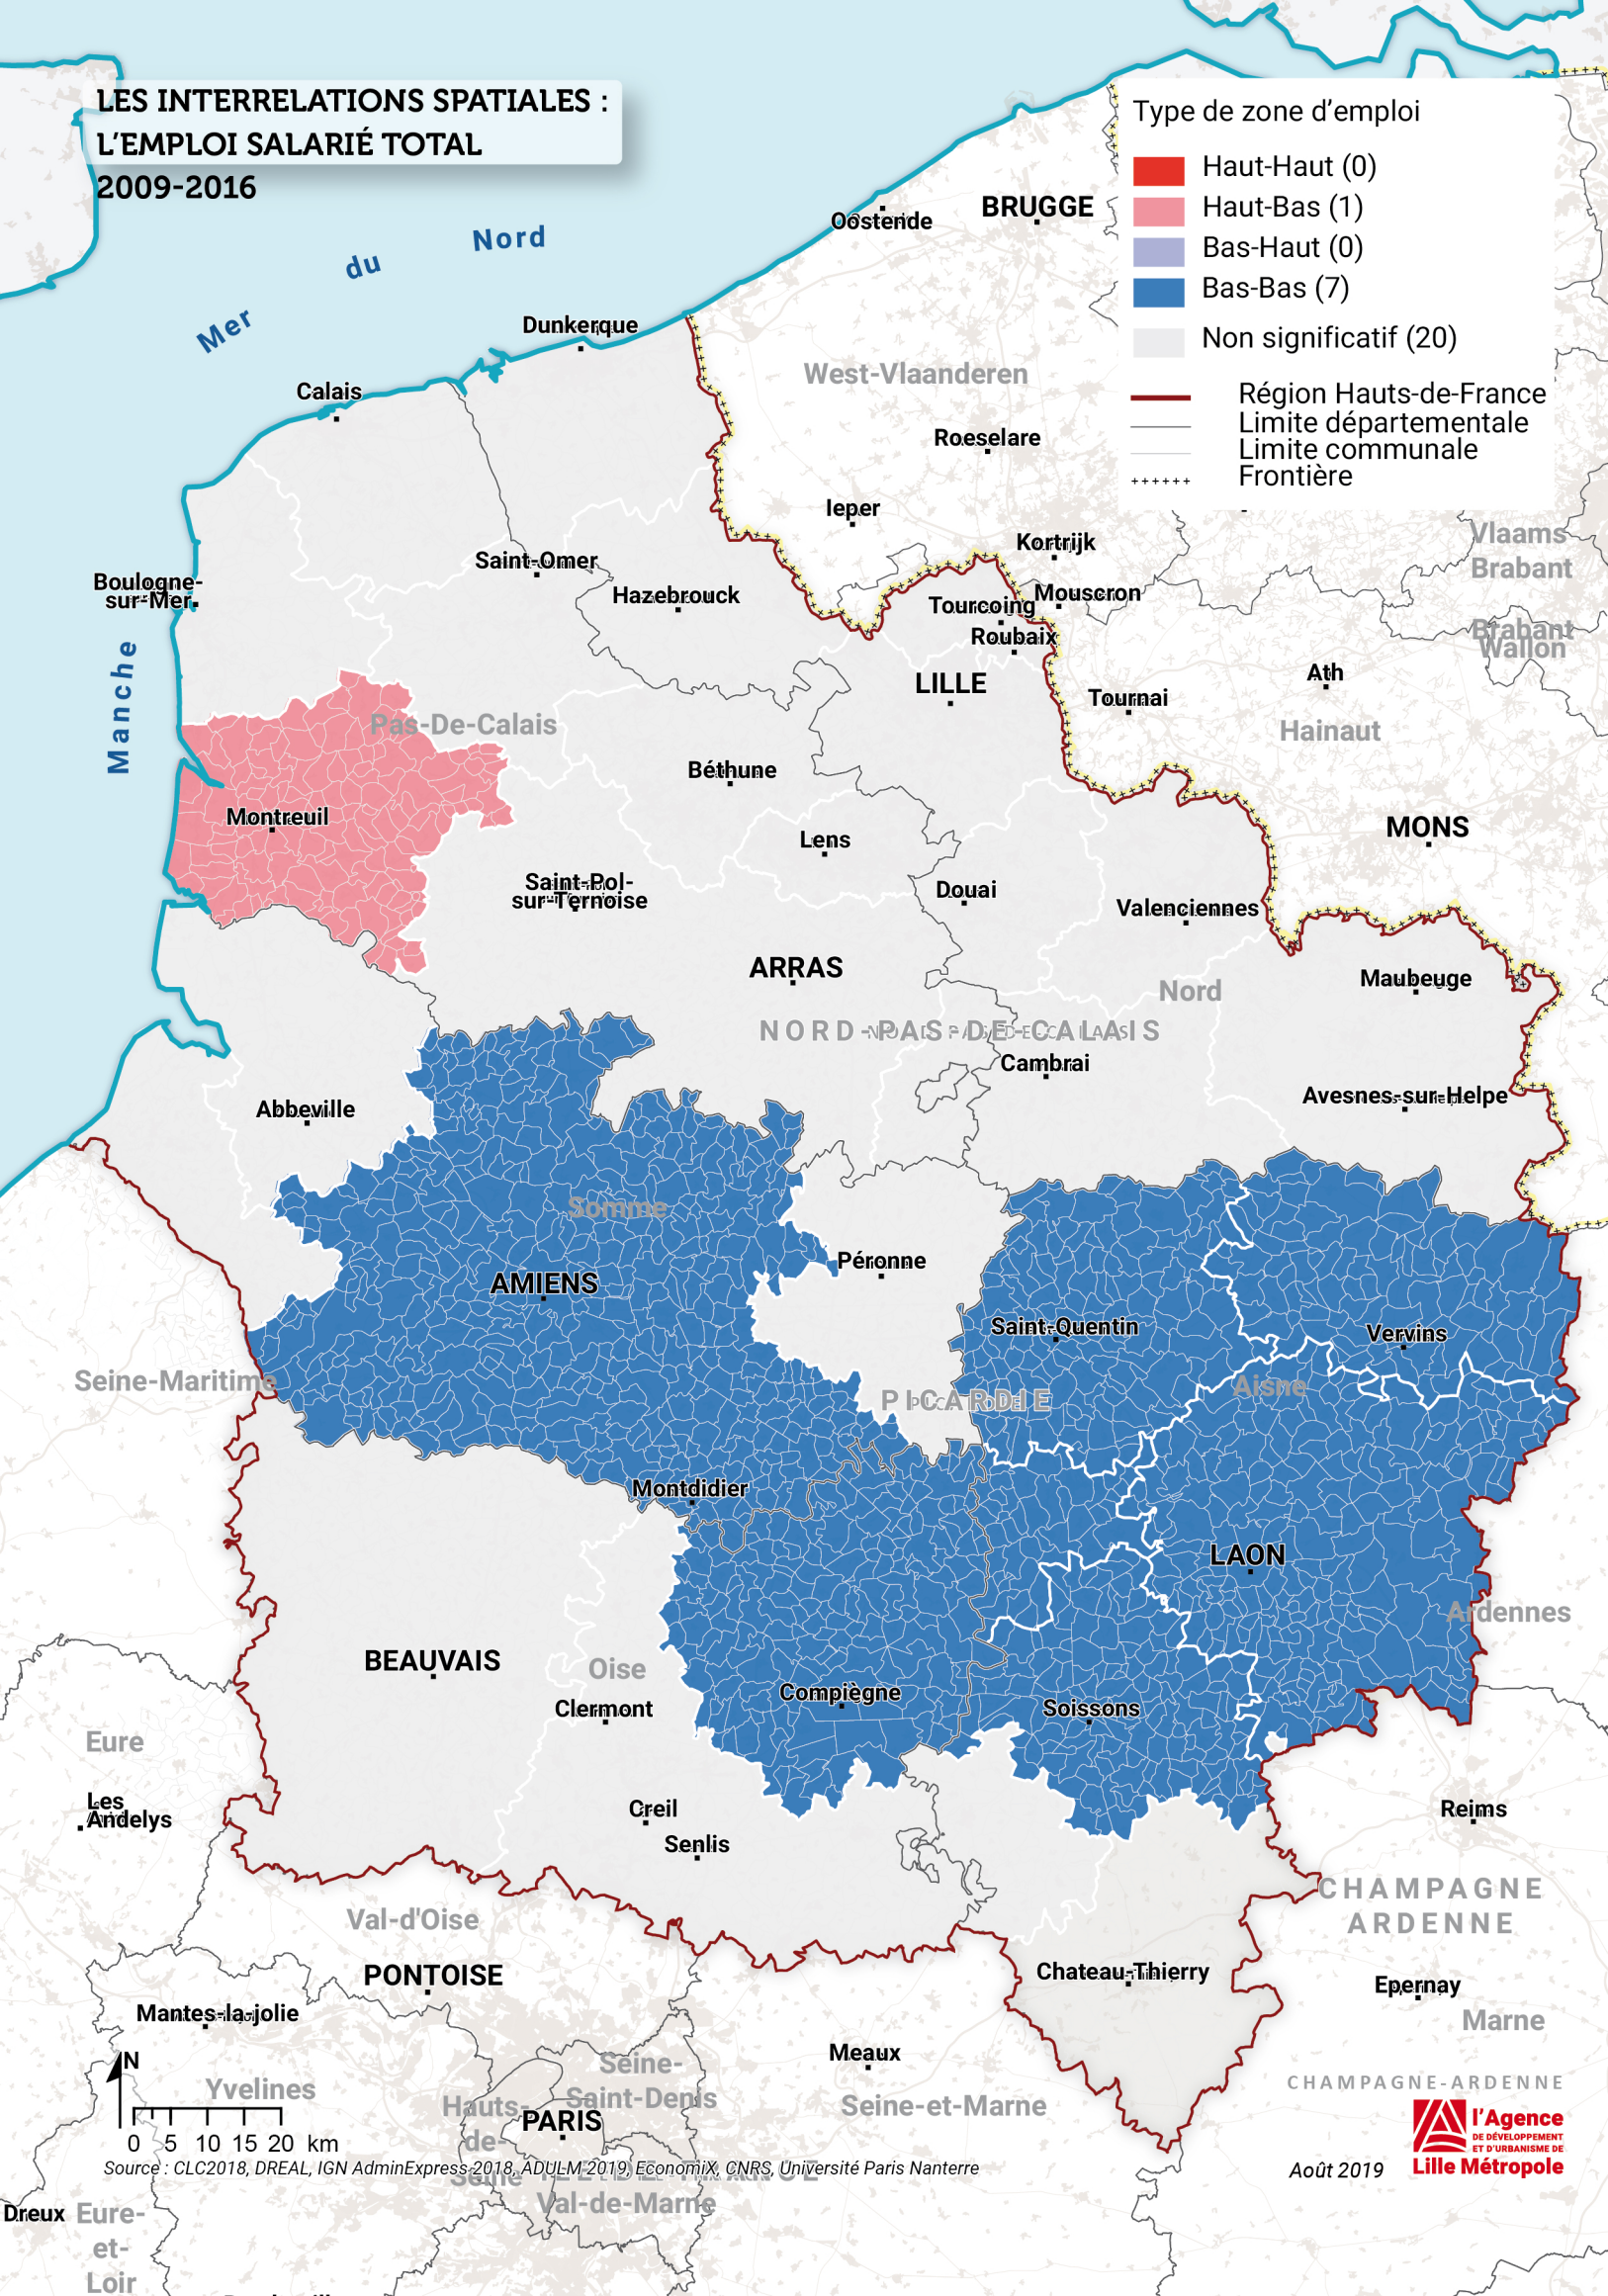 LES INTERRELATIONS SPATIALES :
L'EMPLOI SALARIÉ TOTAL
2009-2016
Type de zone d'emploi
Haut-Haut (0)
Haut-Bas (1)
Bas-Haut (0)
Bas-Bas (7)
Non significatif (20)
Région Hauts-de-France
Limite départementale
Limite communale
Frontière
Mer du Nord
Manche
Oostende
BRUGGE
Dunkerque
Calais
West-Vlaanderen
Roeselare
Ieper
Kortrijk
Vlaams
Brabant
Saint-Omer
Boulogne-
sur-Mer
Hazebrouck
Mouscron
Tourcoing
Roubaix
Brabant
Wallon
LILLE
Ath
Tournai
Hainaut
Pas-De-Calais
Béthune
Montreuil
MONS
Lens
Saint-Pol-
sur-Ternoise
Douai
Valenciennes
ARRAS
Maubeuge
Nord
NORD-PAS-DE-CALAIS
Cambrai
Avesnes-sur-Helpe
Abbeville
Somme
Péronne
AMIENS
Saint-Quentin
Vervins
Seine-Maritime
Aisne
PICARDIE
Montdidier
LAON
Ardennes
BEAUVAIS
Oise
Compiègne
Clermont
Soissons
Eure
Les
Andelys
Creil
Senlis
Reims
CHAMPAGNE
ARDENNE
Val-d'Oise
PONTOISE
Chateau-Thierry
Epernay
Mantes-la-jolie
Marne
Meaux
N
Seine-
Saint-Denis
Yvelines
Hauts-
de-
Seine
PARIS
Seine-et-Marne
CHAMPAGNE-ARDENNE
0 5 10 15 20 km
Source : CLC2018, DREAL, IGN AdminExpress 2018, ADULM 2019, EconomiX, CNRS, Université Paris Nanterre
Août 2019
l'Agence
DE DÉVELOPPEMENT
ET D'URBANISME DE
Lille Métropole
Val-de-Marne
Dreux
Eure-
et-
Loir